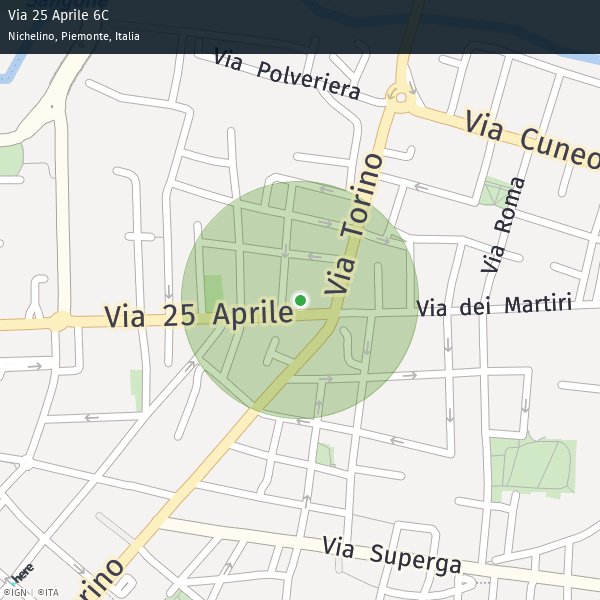 Via 25 Aprile 6C
Nichelino, Piemonte, Italia
Sangone
Via Polveriera
Via Cuneo
Via Torino
Via Roma
Via 25 Aprile
Via dei Martiri
Via Superga
rino
here
©IGN | ©ITA